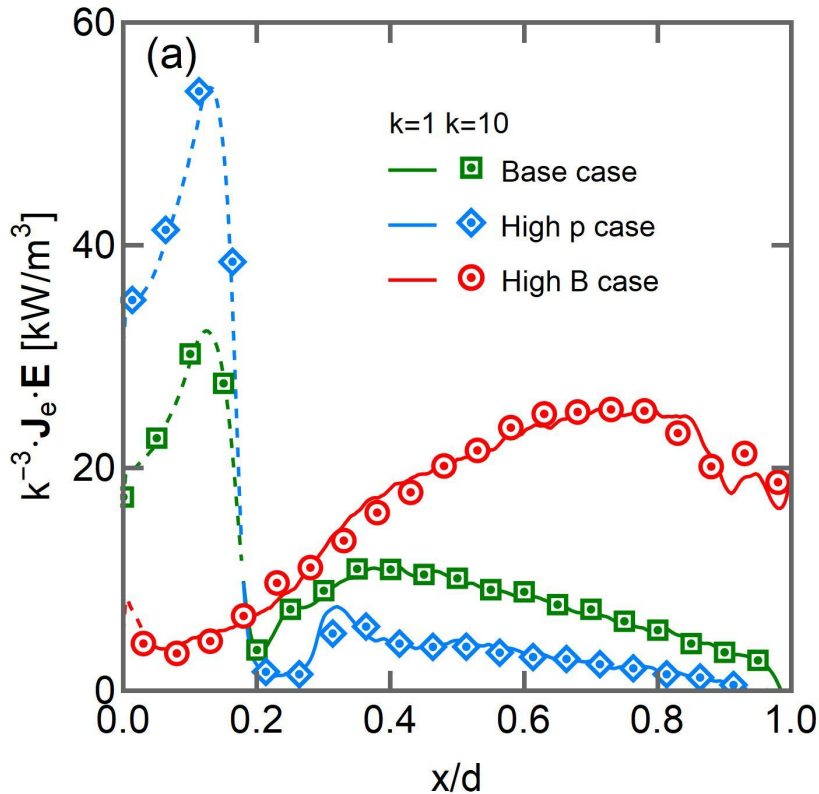 (a)
k⁻³·Jₑ·E [kW/m³]
60
40
20
0
k=1 k=10
Base case
High p case
High B case
0.0 0.2 0.4 0.6 0.8 1.0
x/d